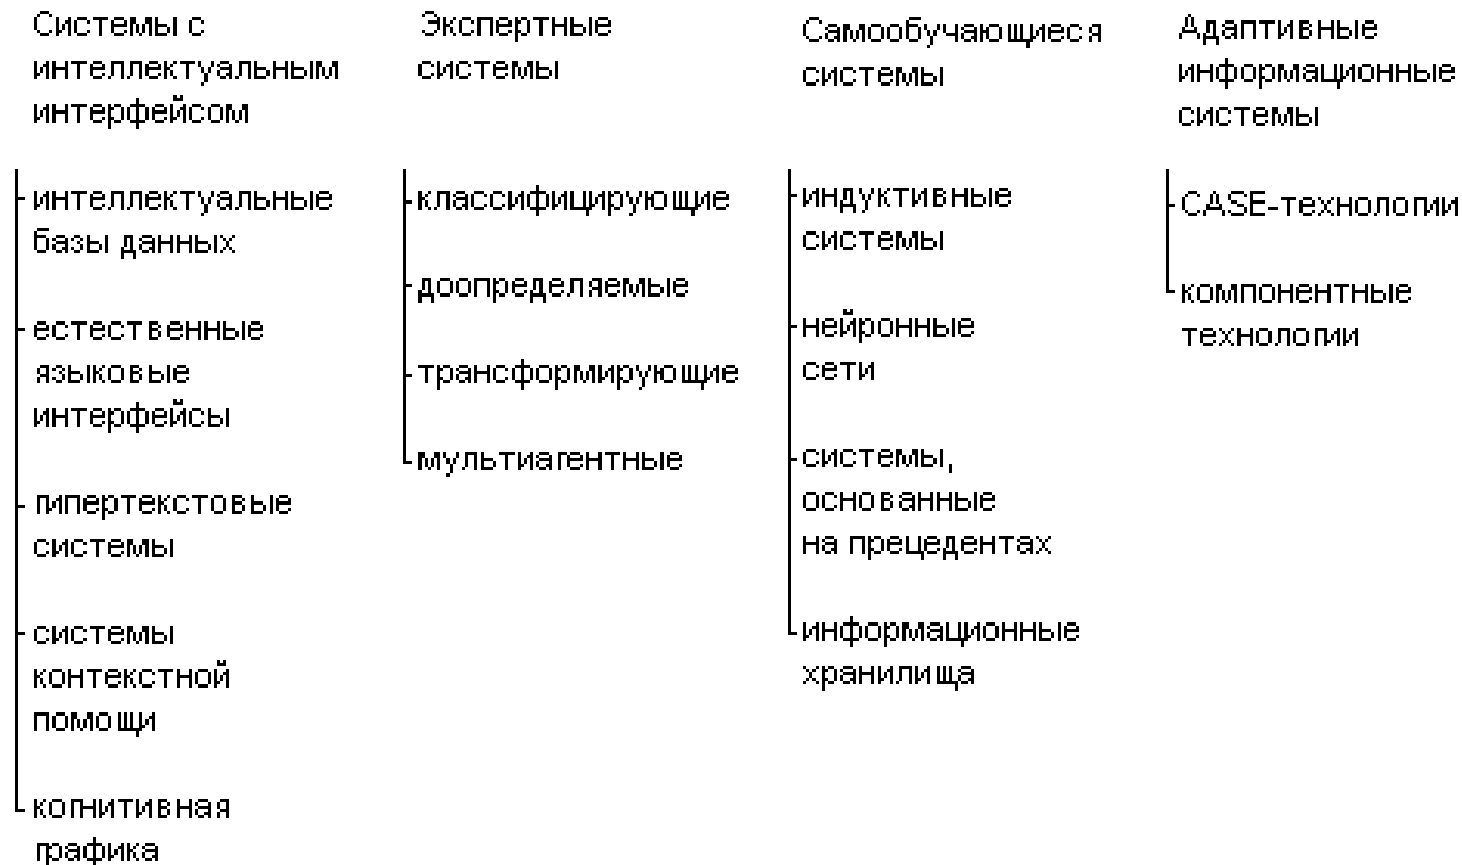 Системы с
интеллектуальным
интерфейсом
интеллектуальные
базы данных
естественные
языковые
интерфейсы
гипертекстовые
системы
системы
контекстной
помощи
когнитивная
графика
Экспертные
системы
классифицирующие
доопределяемые
трансформирующие
мультиагентные
Самообучающиеся
системы
индуктивные
системы
нейронные
сети
системы,
основанные
на прецедентах
информационные
хранилища
Адаптивные
информационные
системы
CASE-технологии
компонентные
технологии